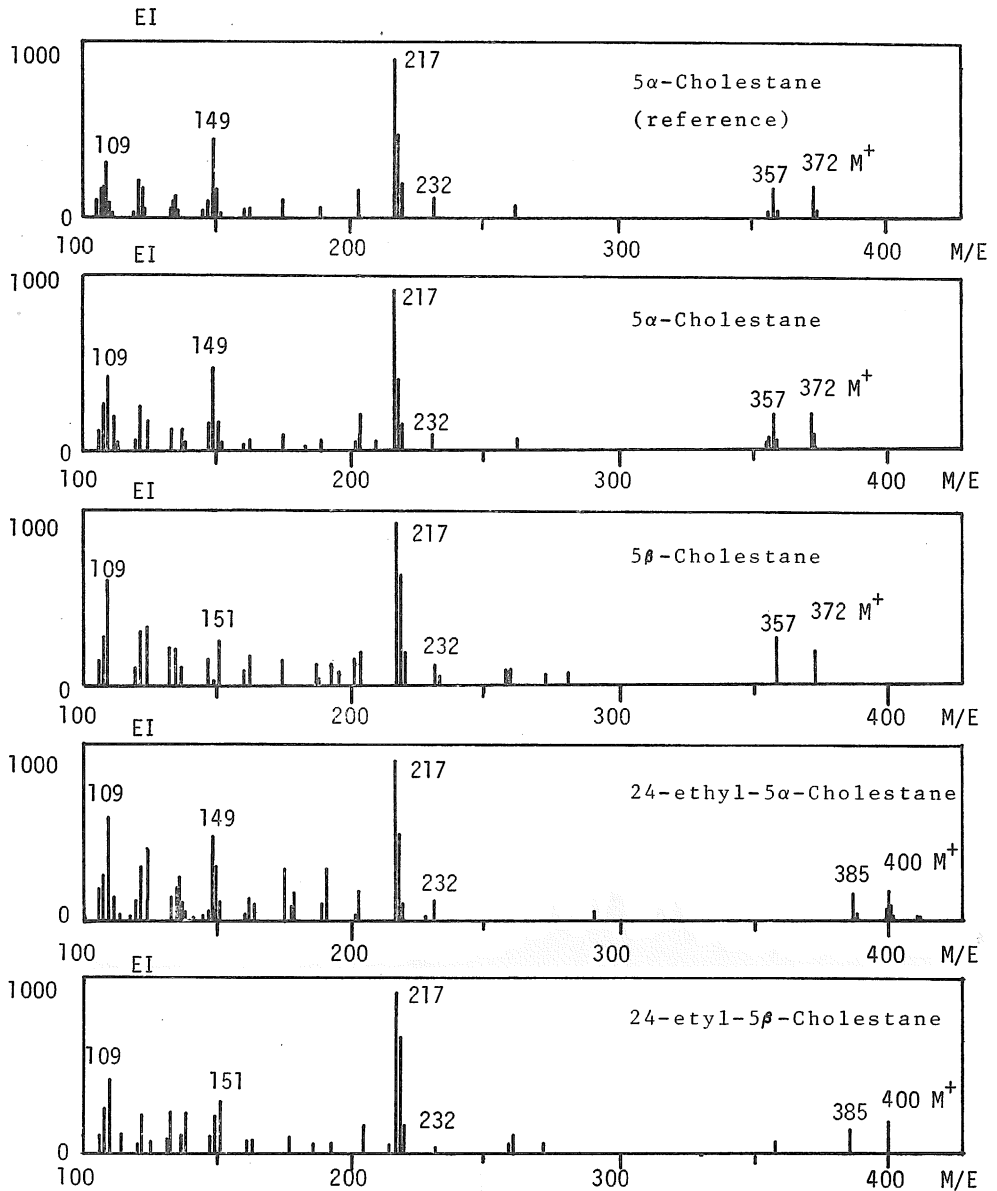 EI
1000
217
5α-Cholestane
(reference)
149
109
232
357
372 M+
0
100
200
300
400
M/E
EI
1000
217
5α-Cholestane
149
109
232
357
372 M+
0
100
200
300
400
M/E
EI
1000
217
5β-Cholestane
109
151
232
357
372 M+
0
100
200
300
400
M/E
EI
1000
217
24-ethyl-5α-Cholestane
109
149
232
385
400 M+
0
100
200
300
400
M/E
EI
1000
217
24-etyl-5β-Cholestane
109
151
232
385
400 M+
0
100
200
300
400
M/E